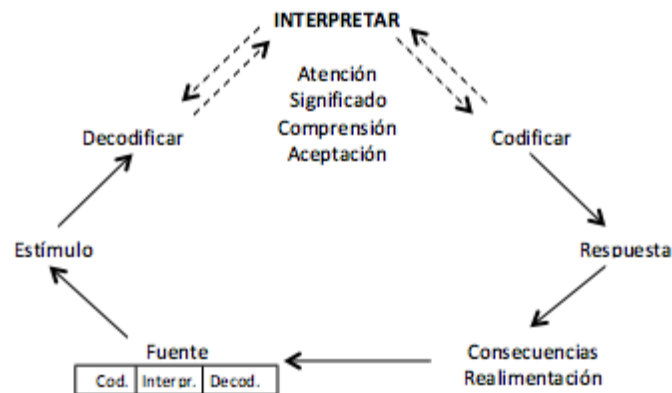 INTERPRETAR
Atención
Significado
Comprensión
Aceptación
Decodificar
Codificar
Estímulo
Respuesta
Fuente
Cod. Interpr. Decod.
Consecuencias
Realimentación